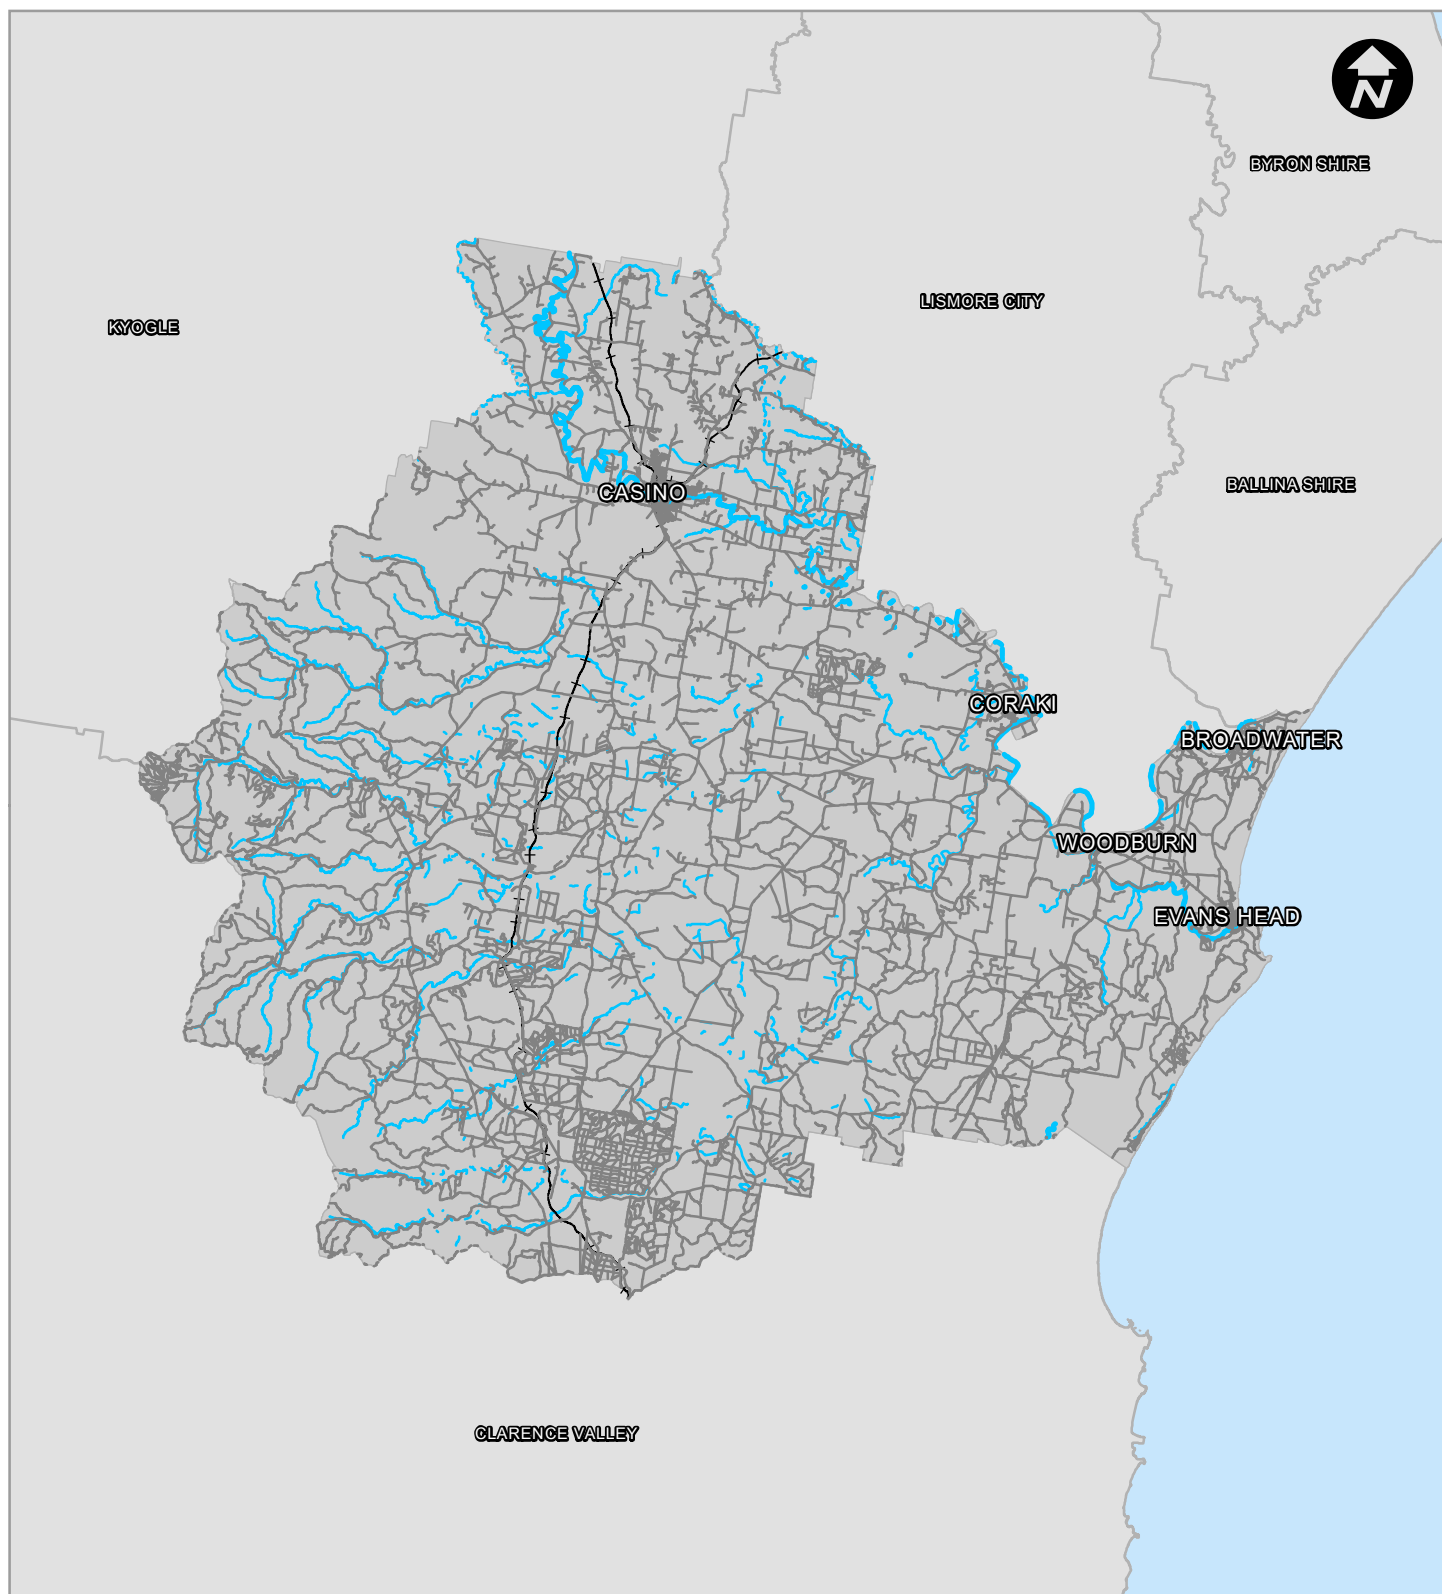 N
BYRON SHIRE
LISMORE CITY
KYOGLE
BALLINA SHIRE
CASINO
CORAKI
BROADWATER
WOODBURN
EVANS HEAD
CLARENCE VALLEY